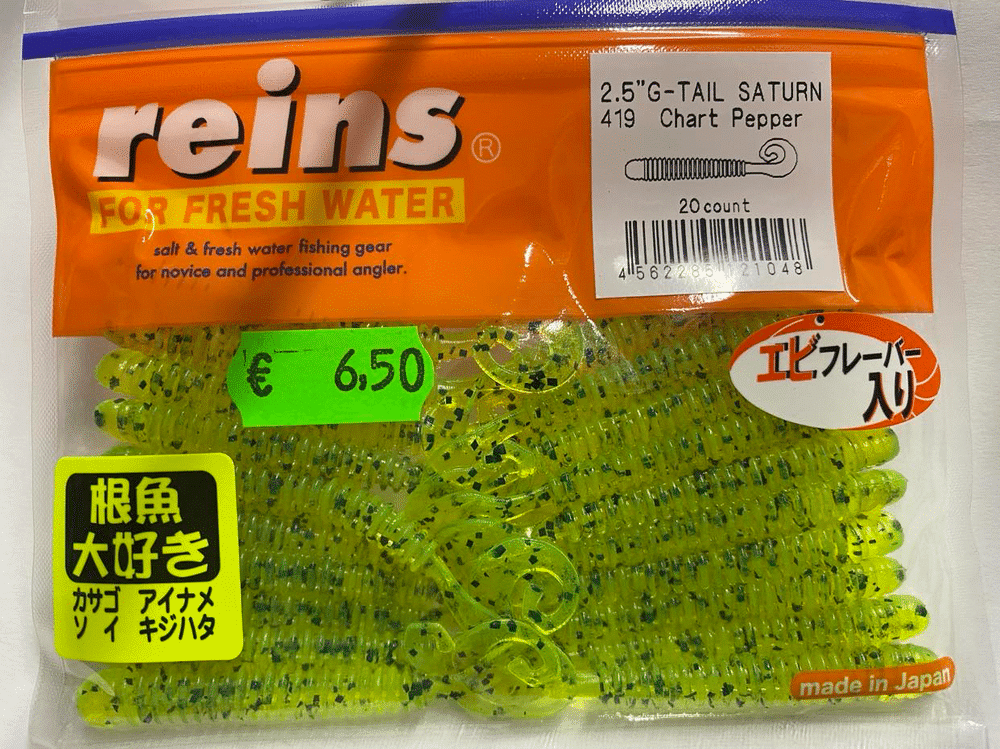 reins®
FOR FRESH WATER
salt & fresh water fishing gear
for novice and professional angler.
2.5"G-TAIL SATURN
419 Chart Pepper
20count
4 562285 121048
€ 6,50
エビフレーバー
入り
根魚
大好き
カサゴ アイナメ
ソイ キジハタ
made in Japan